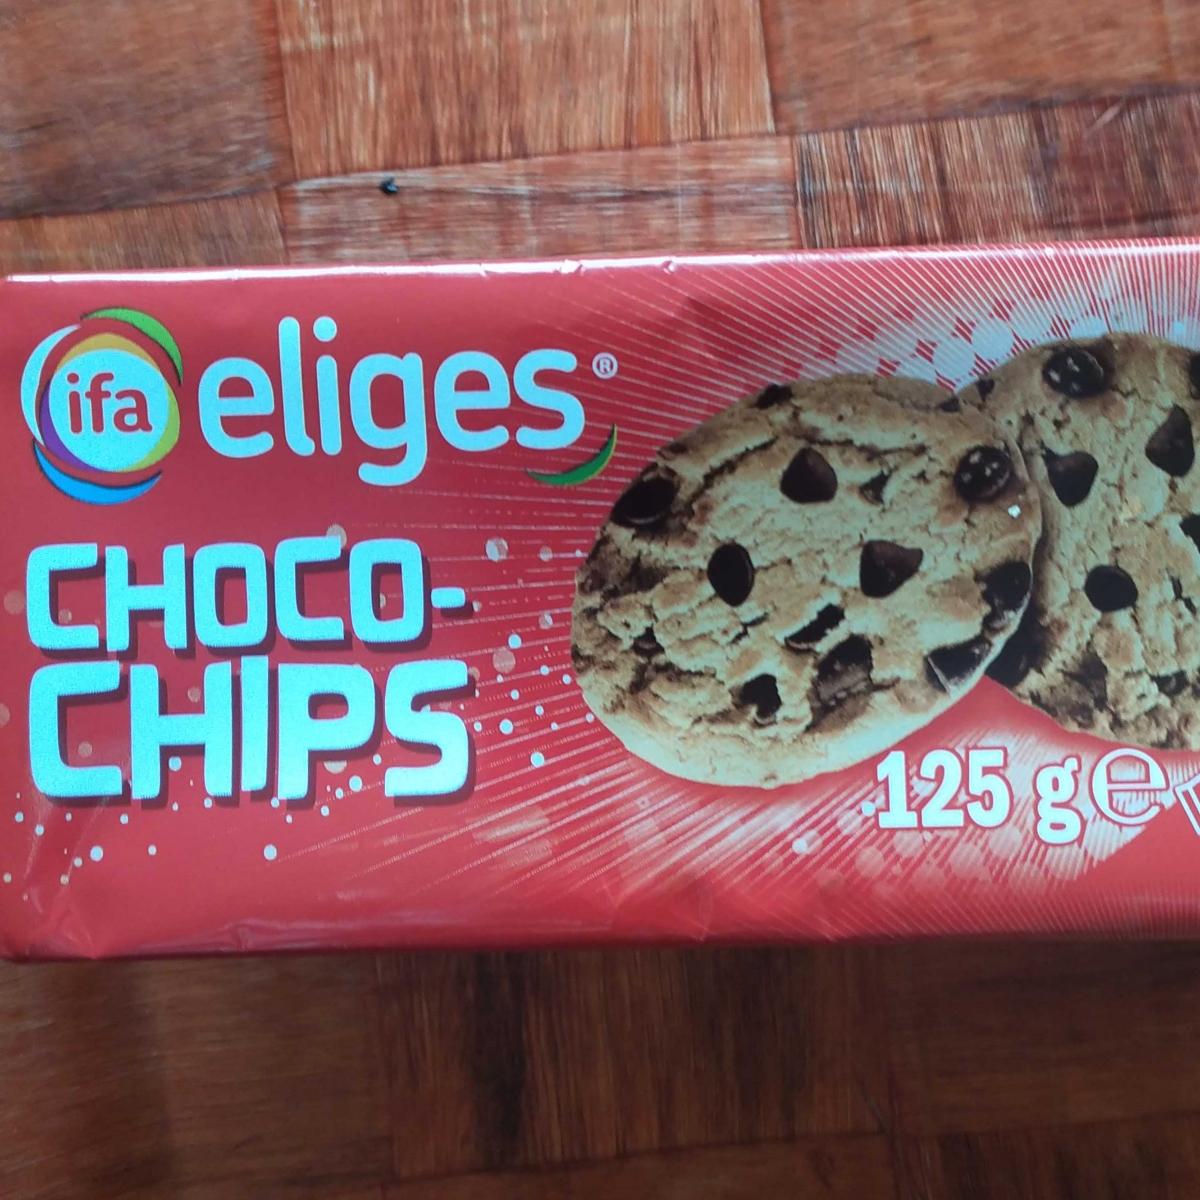 ifa eliges®
CHOCO-
CHIPS
125 g ℮